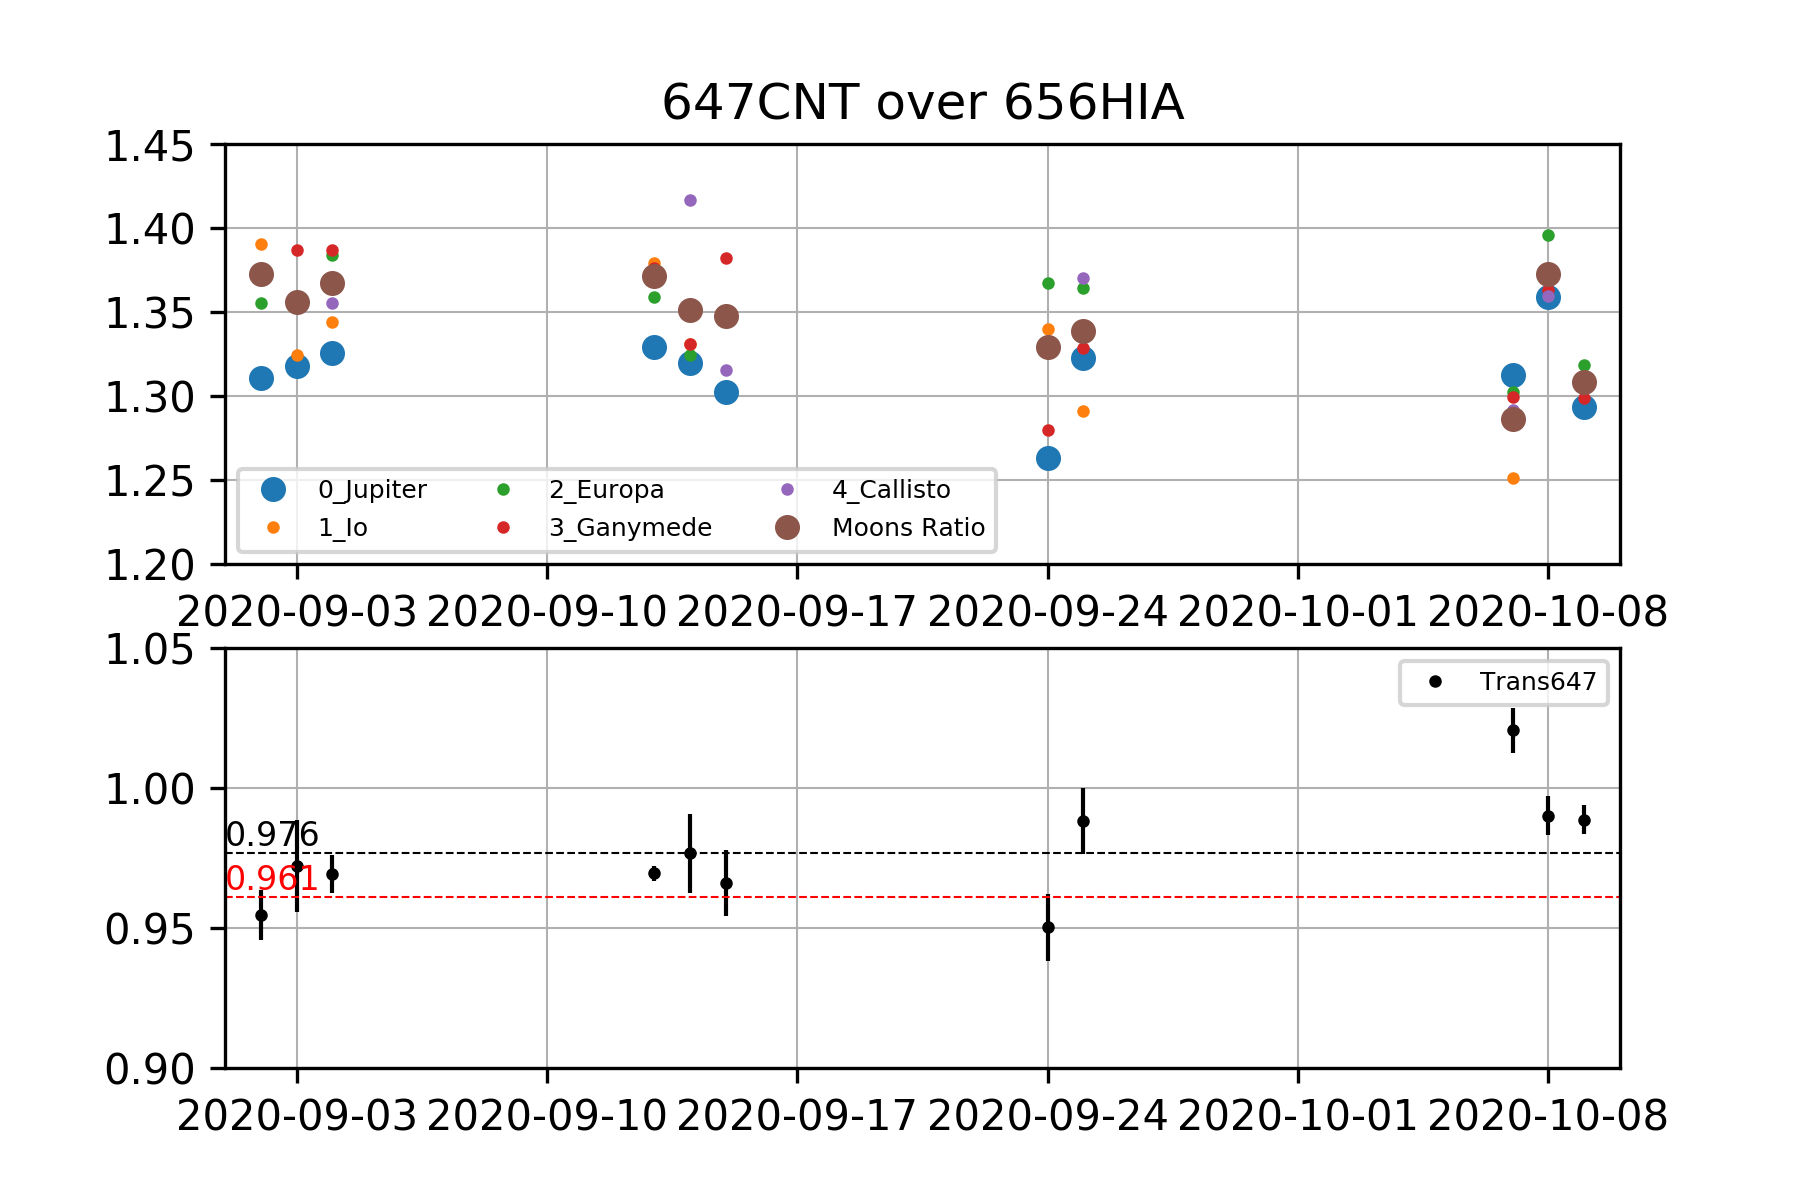 647CNT over 656HIA
1.45
1.40
1.35
1.30
1.25
1.20
0_Jupiter 2_Europa 4_Callisto
1_Io 3_Ganymede Moons Ratio
2020-09-03 2020-09-10 2020-09-17 2020-09-24 2020-10-01 2020-10-08
1.05
Trans647
1.00
0.976
0.961
0.95
0.90
2020-09-03 2020-09-10 2020-09-17 2020-09-24 2020-10-01 2020-10-08